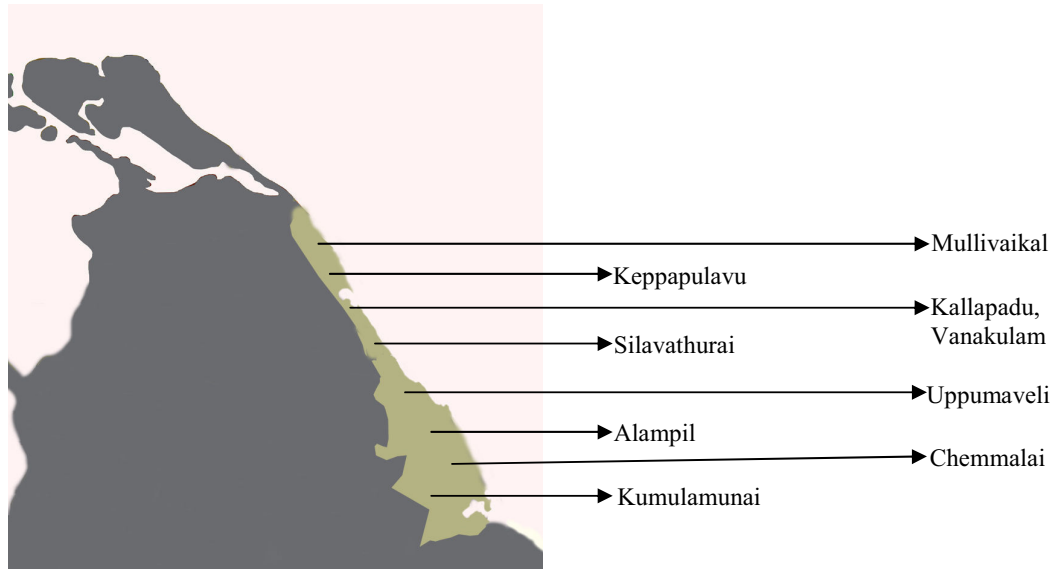 Mullivaikal
Keppapulavu
Kallapadu,
Vanakulam
Silavathurai
Uppumaveli
Alampil
Chemmalai
Kumulamunai